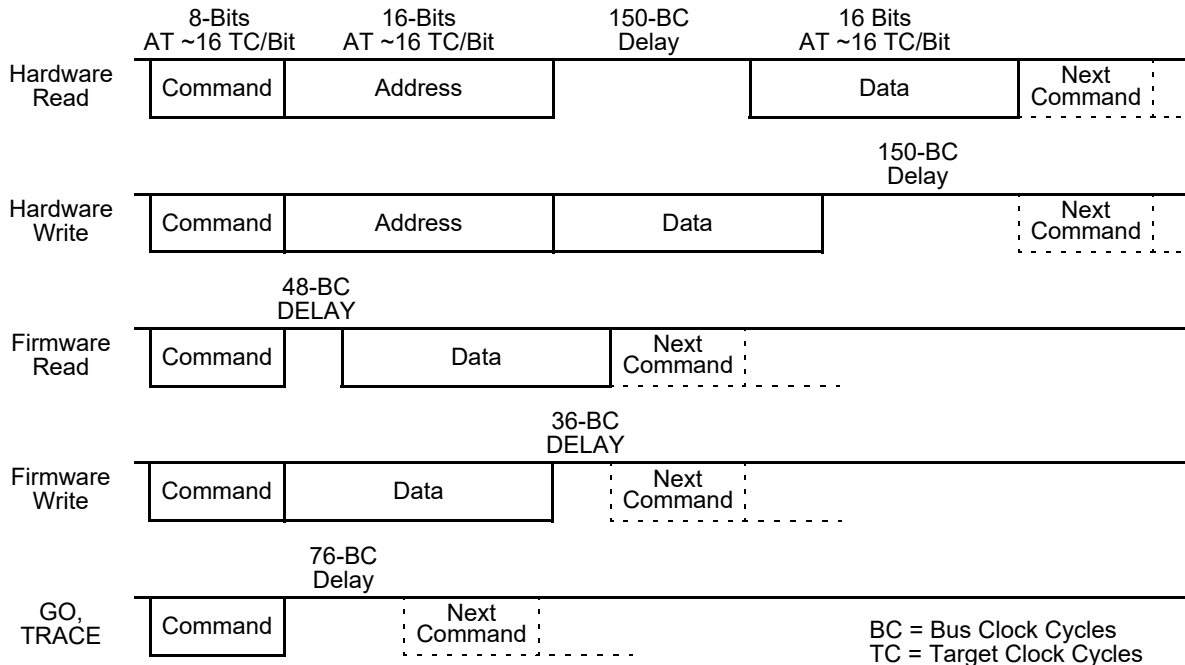 8-Bits
AT ~16 TC/Bit
16-Bits
AT ~16 TC/Bit
150-BC
Delay
16 Bits
AT ~16 TC/Bit
Hardware
Read
Command
Address
Data
Next
Command
150-BC
Delay
Hardware
Write
Command
Address
Data
Next
Command
48-BC
DELAY
Firmware
Read
Command
Data
Next
Command
36-BC
DELAY
Firmware
Write
Command
Data
Next
Command
76-BC
Delay
GO,
TRACE
Command
Next
Command
BC = Bus Clock Cycles
TC = Target Clock Cycles